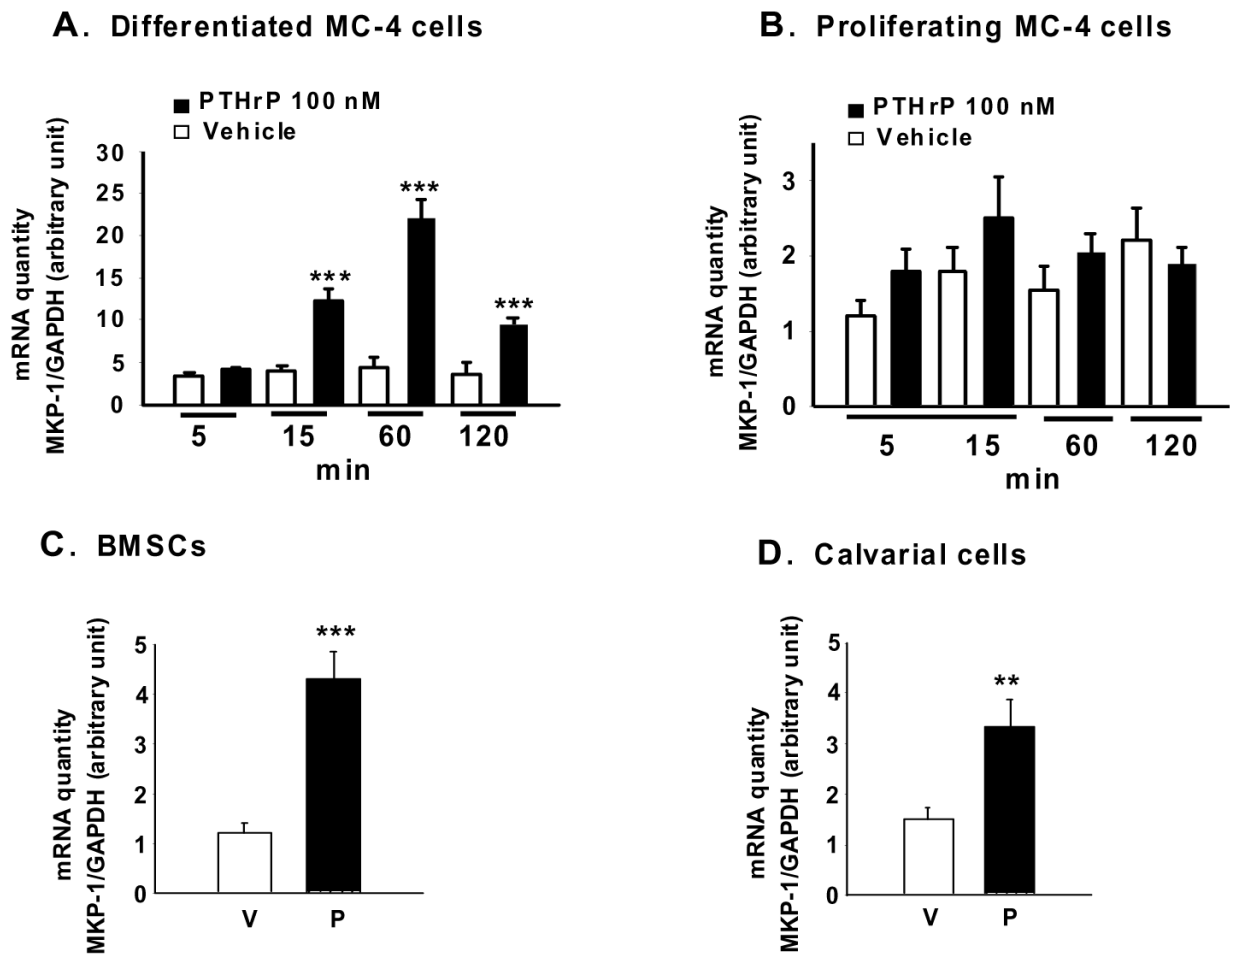 A. Differentiated MC-4 cells
PTHrP 100 nM
Vehicle
mRNA quantity
MKP-1/GAPDH (arbitrary unit)
30
25
20
15
10
5
0
***
***
***
5 15 60 120
min
B. Proliferating MC-4 cells
PTHrP 100 nM
Vehicle
mRNA quantity
MKP-1/GAPDH (arbitrary unit)
3
2
1
0
5 15 60 120
min
C. BMSCs
mRNA quantity
MKP-1/GAPDH (arbitrary unit)
5
4
3
2
1
0
***
V P
D. Calvarial cells
mRNA quantity
MKP-1/GAPDH (arbitrary unit)
5
4
3
2
1
0
**
V P